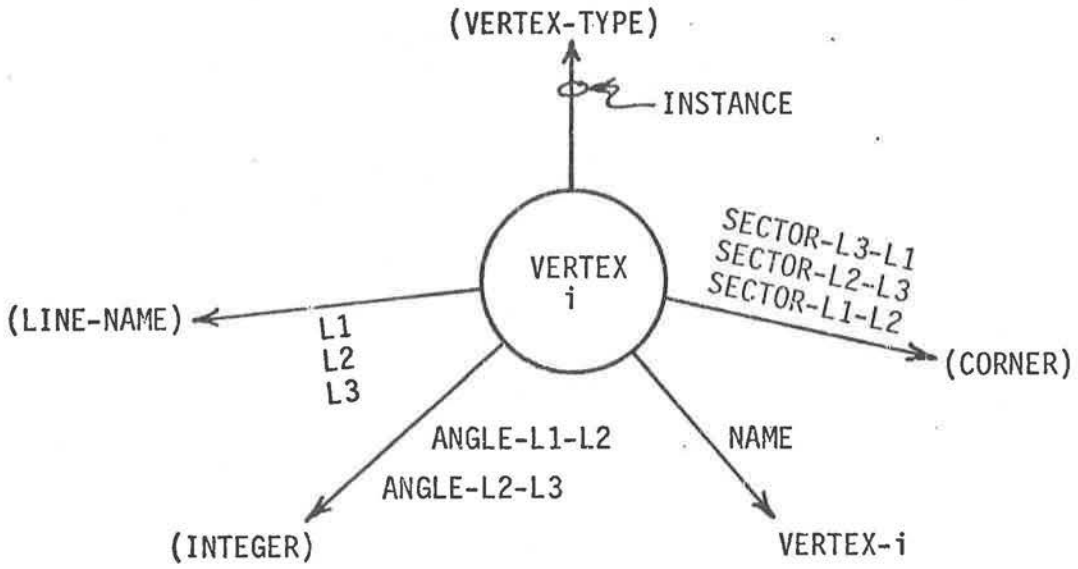 (VERTEX-TYPE)
INSTANCE
SECTOR-L3-L1
SECTOR-L2-L3
SECTOR-L1-L2
VERTEX
i
(LINE-NAME)
L1
L2
L3
(CORNER)
ANGLE-L1-L2
NAME
ANGLE-L2-L3
(INTEGER)
VERTEX-i